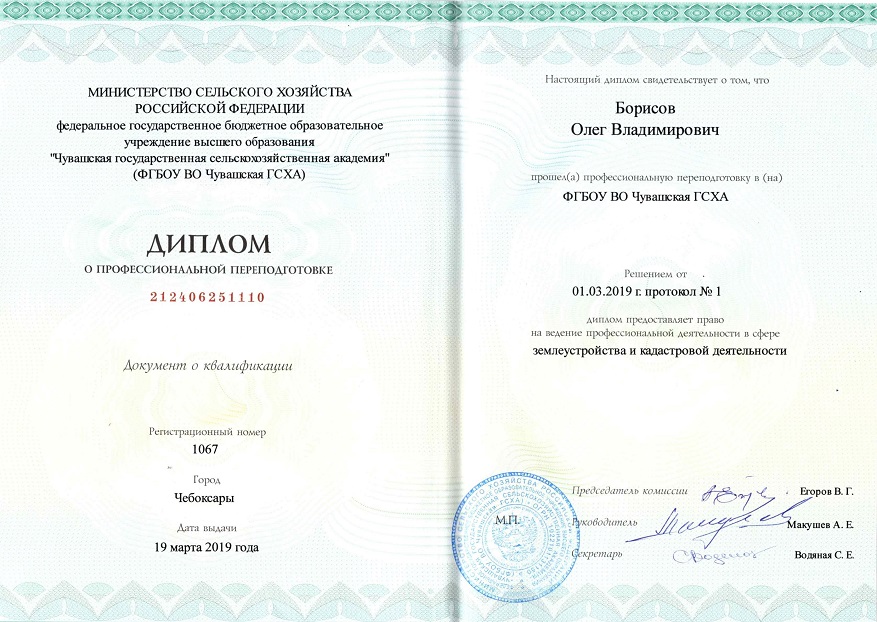 МИНИСТЕРСТВО СЕЛЬСКОГО ХОЗЯЙСТВА
РОССИЙСКОЙ ФЕДЕРАЦИИ
федеральное государственное бюджетное образовательное
учреждение высшего образования
"Чувашская государственная сельскохозяйственная академия"
(ФГБОУ ВО Чувашская ГСХА)
ДИПЛОМ
О ПРОФЕССИОНАЛЬНОЙ ПЕРЕПОДГОТОВКЕ
212406251110
Документ о квалификации
Регистрационный номер
1067
Город
Чебоксары
Дата выдачи
19 марта 2019 года
Настоящий диплом свидетельствует о том, что
Борисов
Олег Владимирович
прошел(а) профессиональную переподготовку в (на)
ФГБОУ ВО Чувашская ГСХА
Решением от
01.03.2019 г. протокол № 1
диплом предоставляет право
на ведение профессиональной деятельности в сфере
землеустройства и кадастровой деятельности
Председатель комиссии Егоров В. Г.
М.П. Руководитель Макушев А. Е.
Секретарь Водяная С. Е.